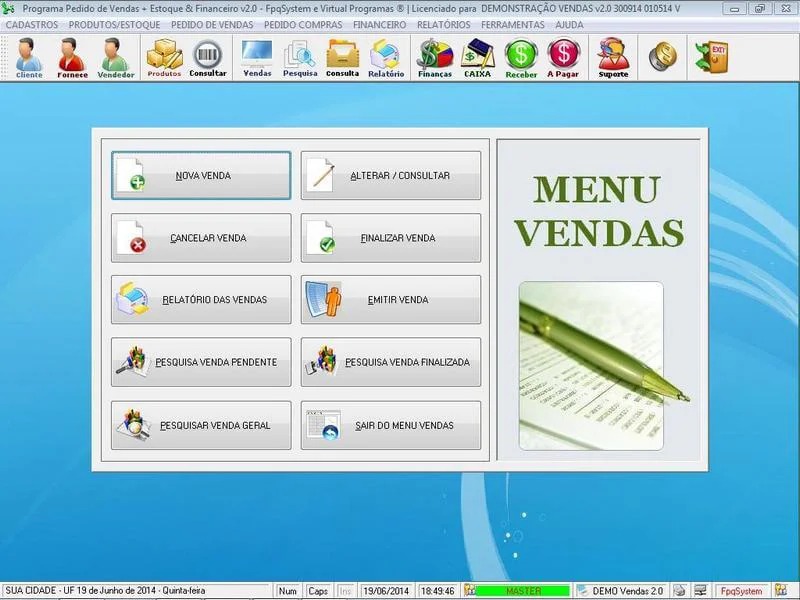 Programa Pedido de Vendas + Estoque & Financeiro v2.0 - FpqSystem e Virtual Programas ® | Licenciado para DEMONSTRAÇÃO VENDAS v2.0 300914 010514 V
CADASTROS PRODUTOS/ESTOQUE PEDIDO DE VENDAS PEDIDO COMPRAS FINANCEIRO RELATÓRIOS FERRAMENTAS AJUDA
Cliente Fornece Vendedor Produtos Consultar Vendas Pesquisa Consulta Relatório Finanças CAIXA Receber A Pagar Suporte EXIT
NOVA VENDA
ALTERAR / CONSULTAR
CANCELAR VENDA
FINALIZAR VENDA
RELATÓRIO DAS VENDAS
EMITIR VENDA
PESQUISA VENDA PENDENTE
PESQUISA VENDA FINALIZADA
PESQUISAR VENDA GERAL
SAIR DO MENU VENDAS
MENU
VENDAS
SUA CIDADE - UF 19 de Junho de 2014 - Quinta-feira Num Caps Ins 19/06/2014 18:49:46 MASTER DEMO Vendas 2.0 FpqSystem